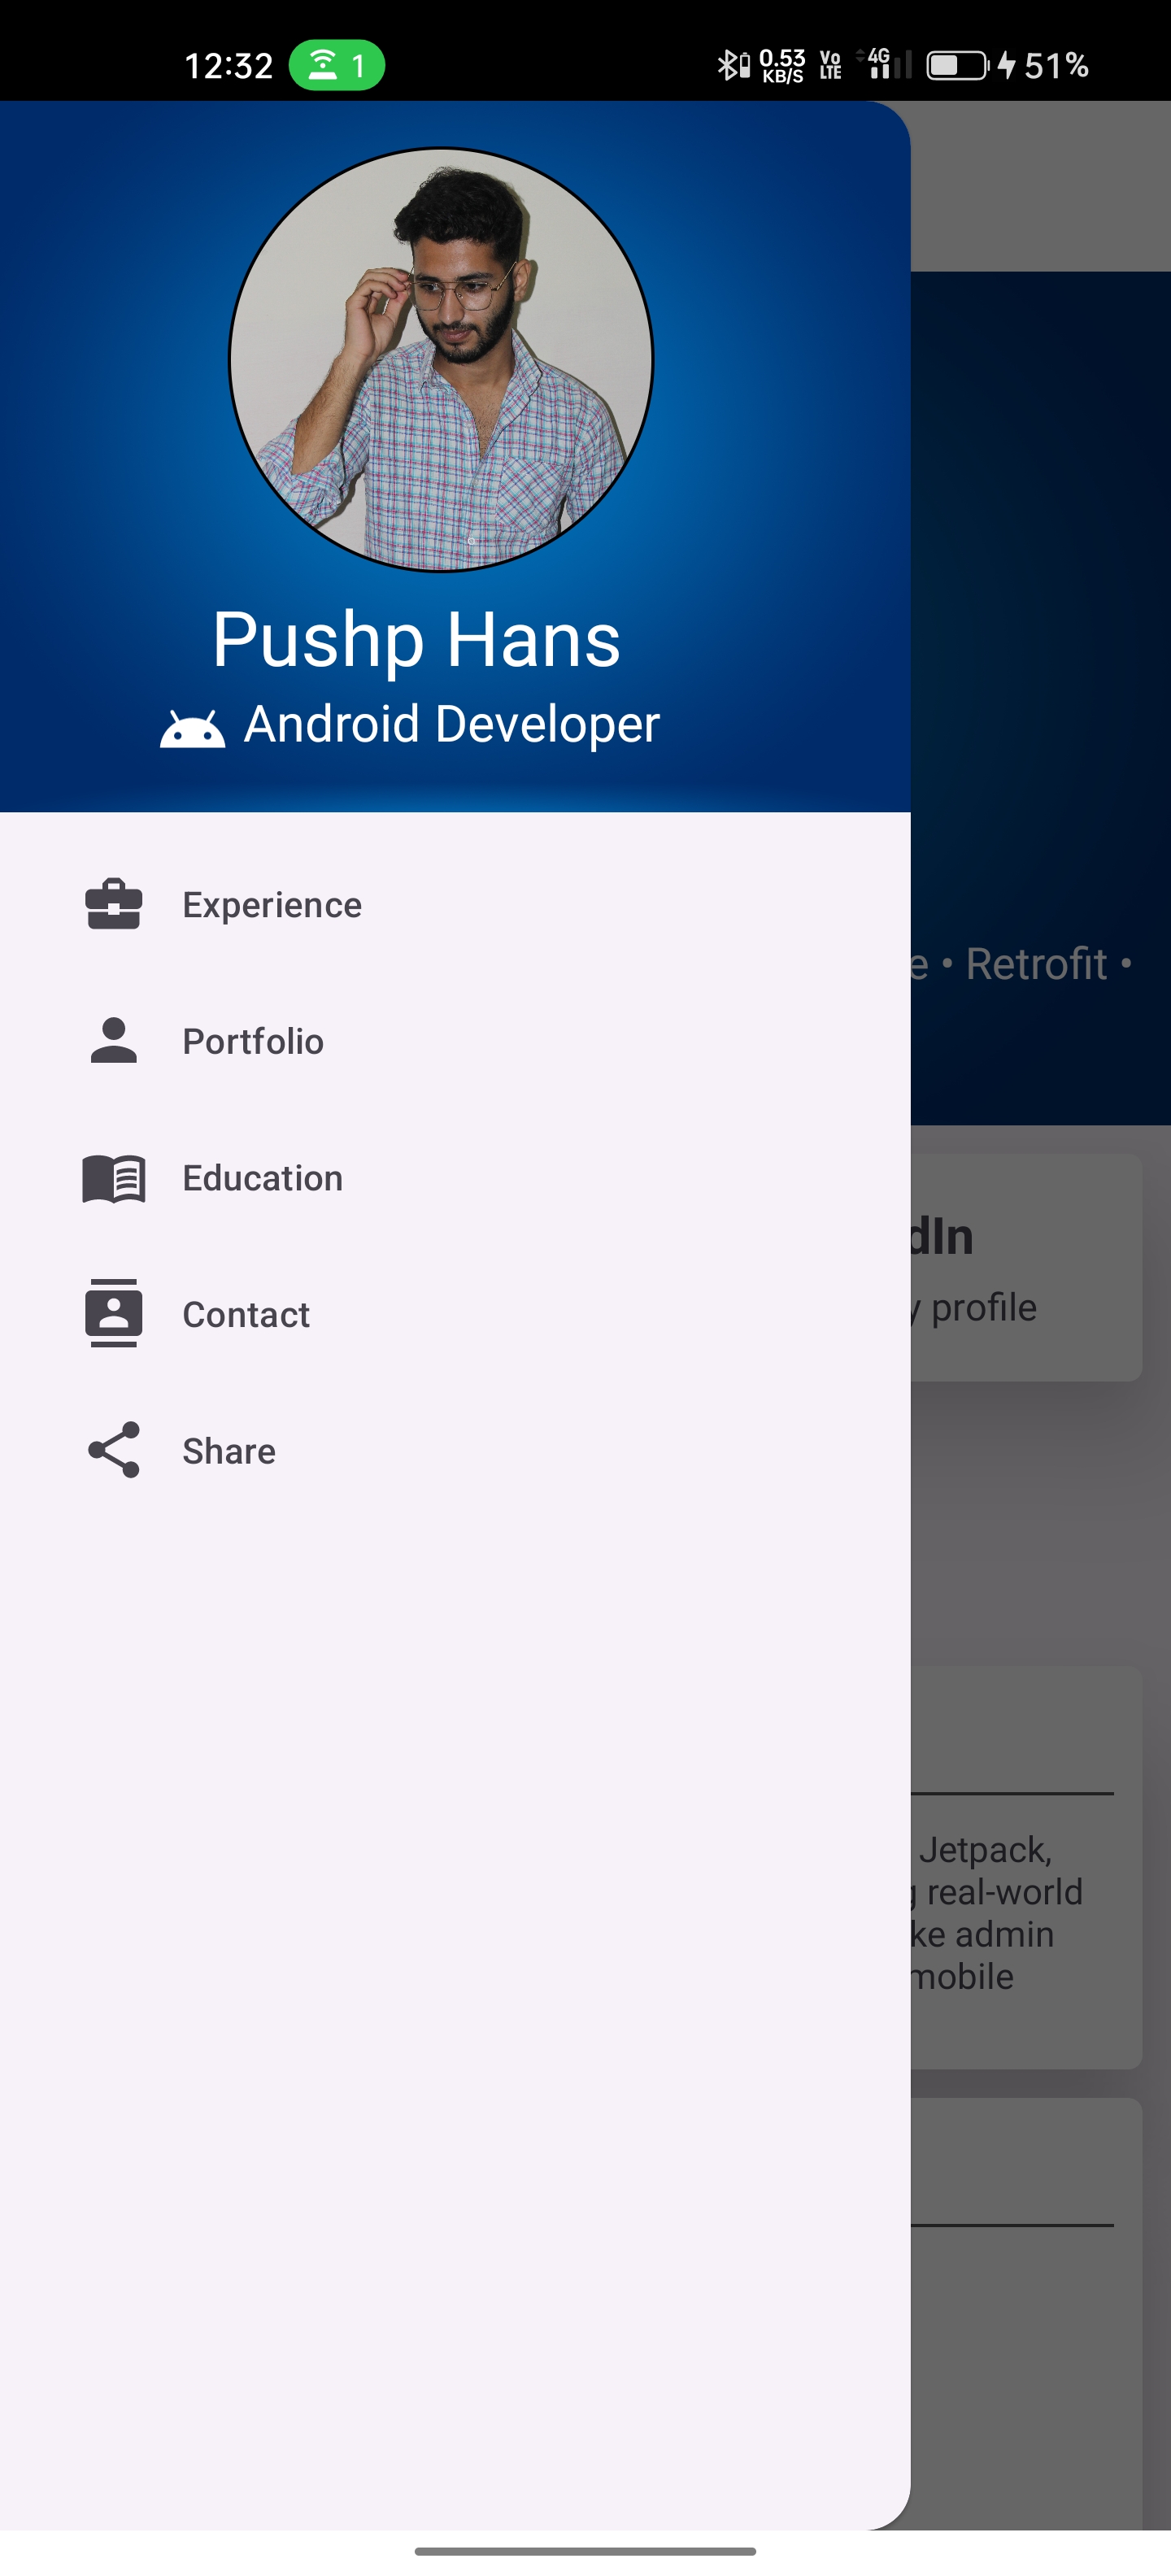 12:32 1 0.53 KB/S Vo LTE 4G 51%
Pushp Hans
Android Developer
Experience
e • Retrofit •
Portfolio
Education
dIn
Contact
y profile
Share
Jetpack,
g real-world
ke admin
mobile